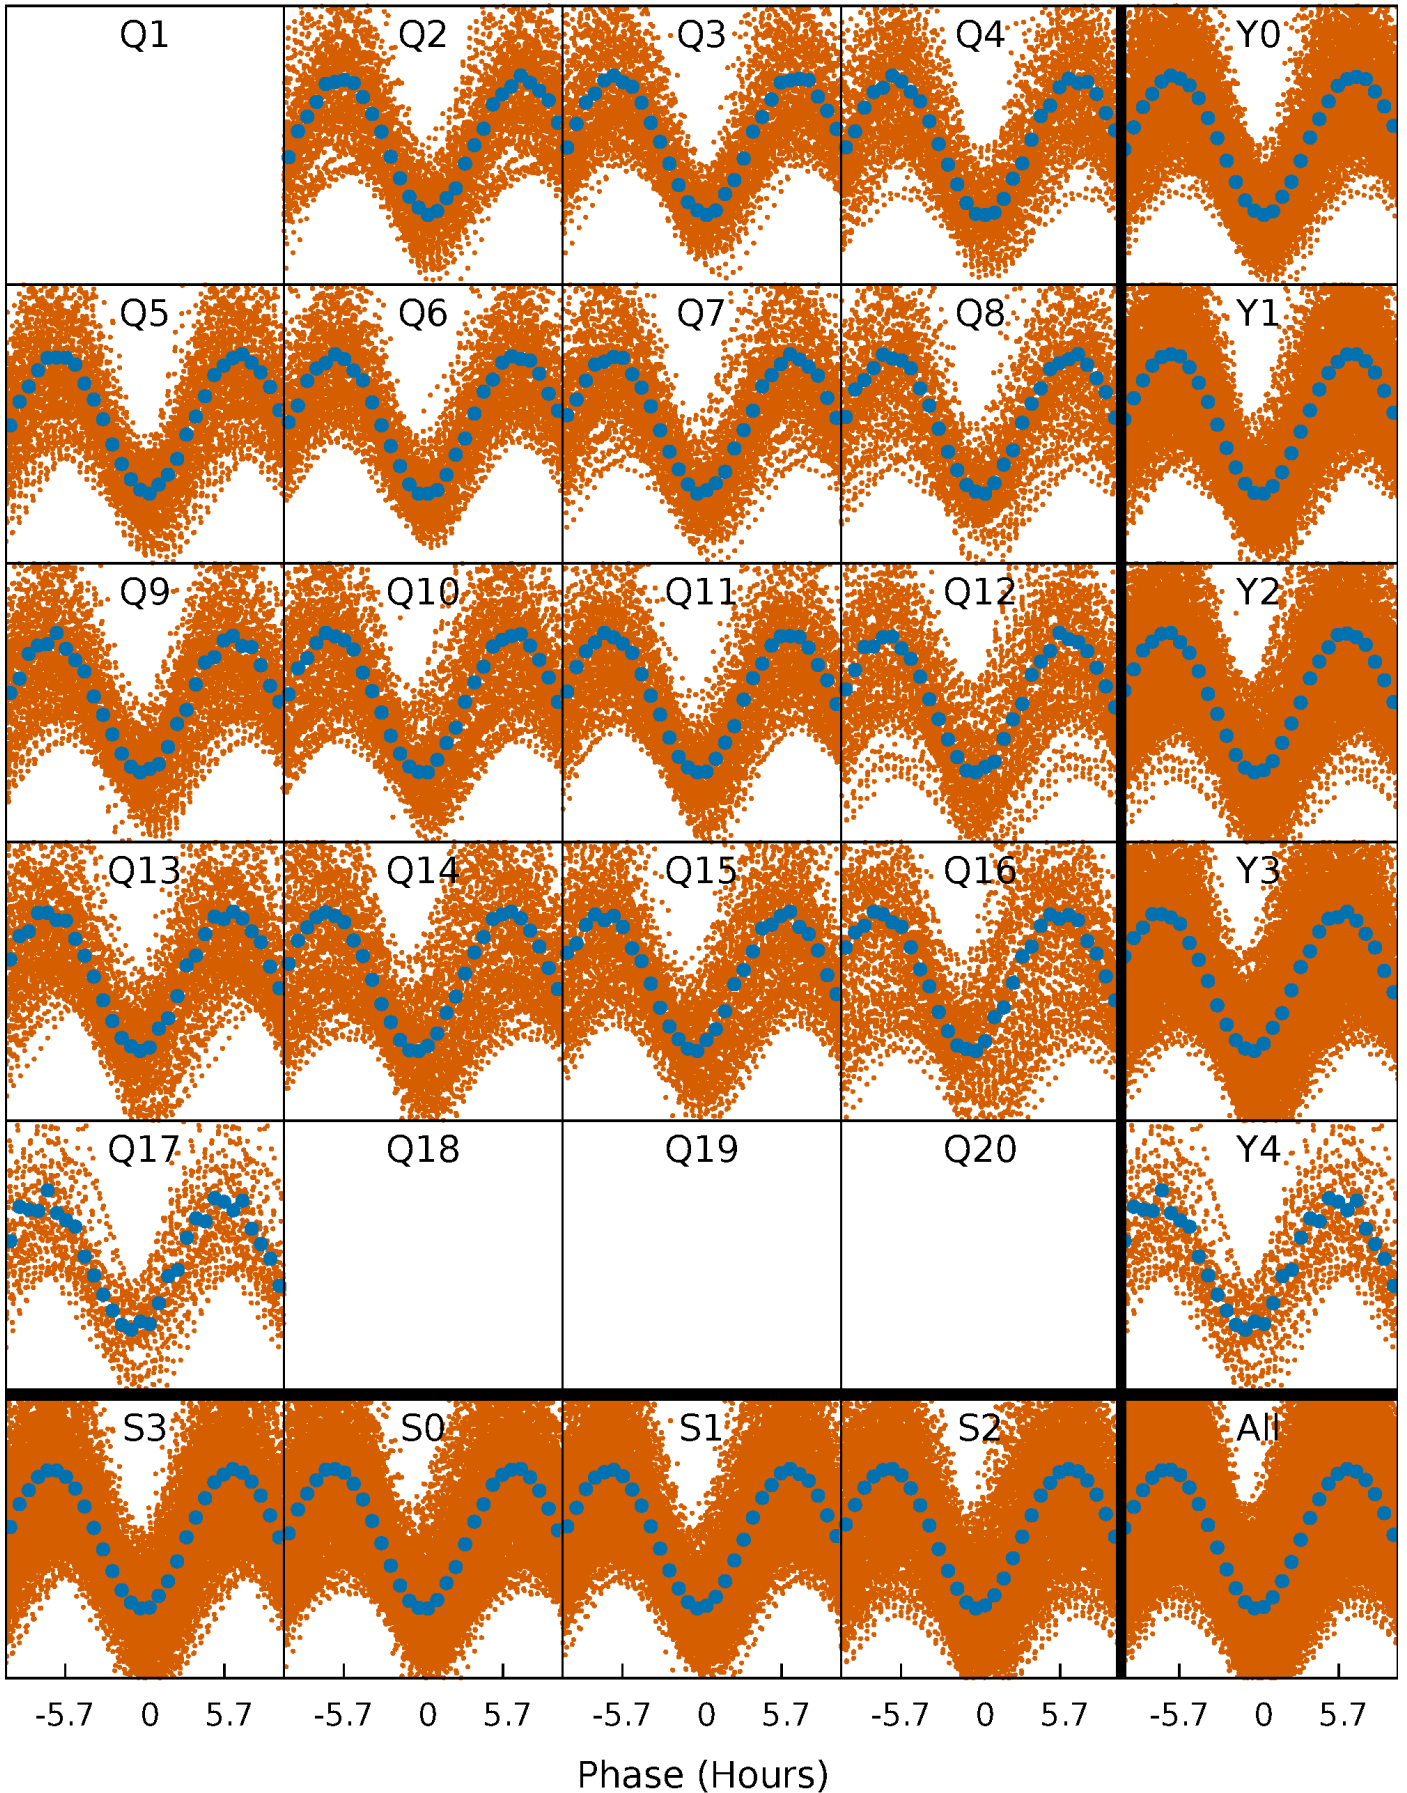 Q1 Q2 Q3 Q4 Y0
Q5 Q6 Q7 Q8 Y1
Q9 Q10 Q11 Q12 Y2
Q13 Q14 Q15 Q16 Y3
Q17 Q18 Q19 Q20 Y4
S3 S0 S1 S2 All
-5.7 0 5.7 -5.7 0 5.7 -5.7 0 5.7 -5.7 0 5.7 -5.7 0 5.7
Phase (Hours)